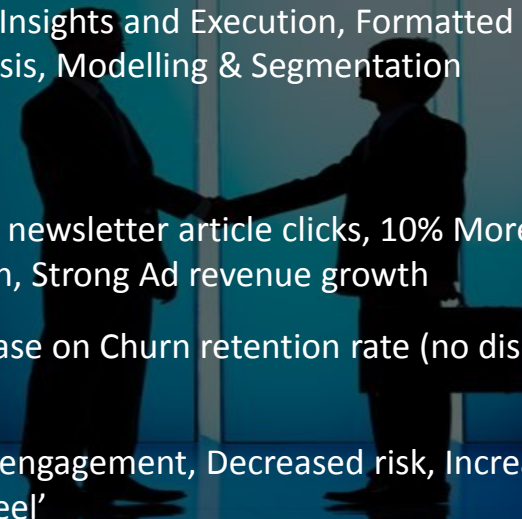 Insights and Execution, Formatted
sis, Modelling & Segmentation
newsletter article clicks, 10% More
n, Strong Ad revenue growth
ase on Churn retention rate (no dis
engagement, Decreased risk, Increa
eel’